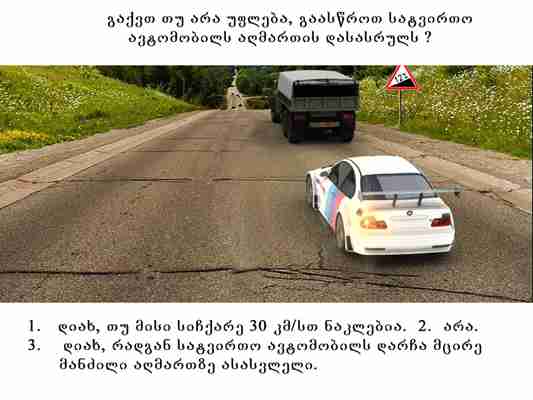 გაქვთ თუ არა უფლება, გაასწროთ სატვირთო
ავტომობილს აღმართის დასასრულს ?
12%
1. დიახ, თუ მისი სიჩქარე 30 კმ/სთ ნაკლებია. 2. არა.
3. დიახ, რადგან სატვირთო ავტომობილს დარჩა მცირე
მანძილი აღმართზე ასასვლელი.